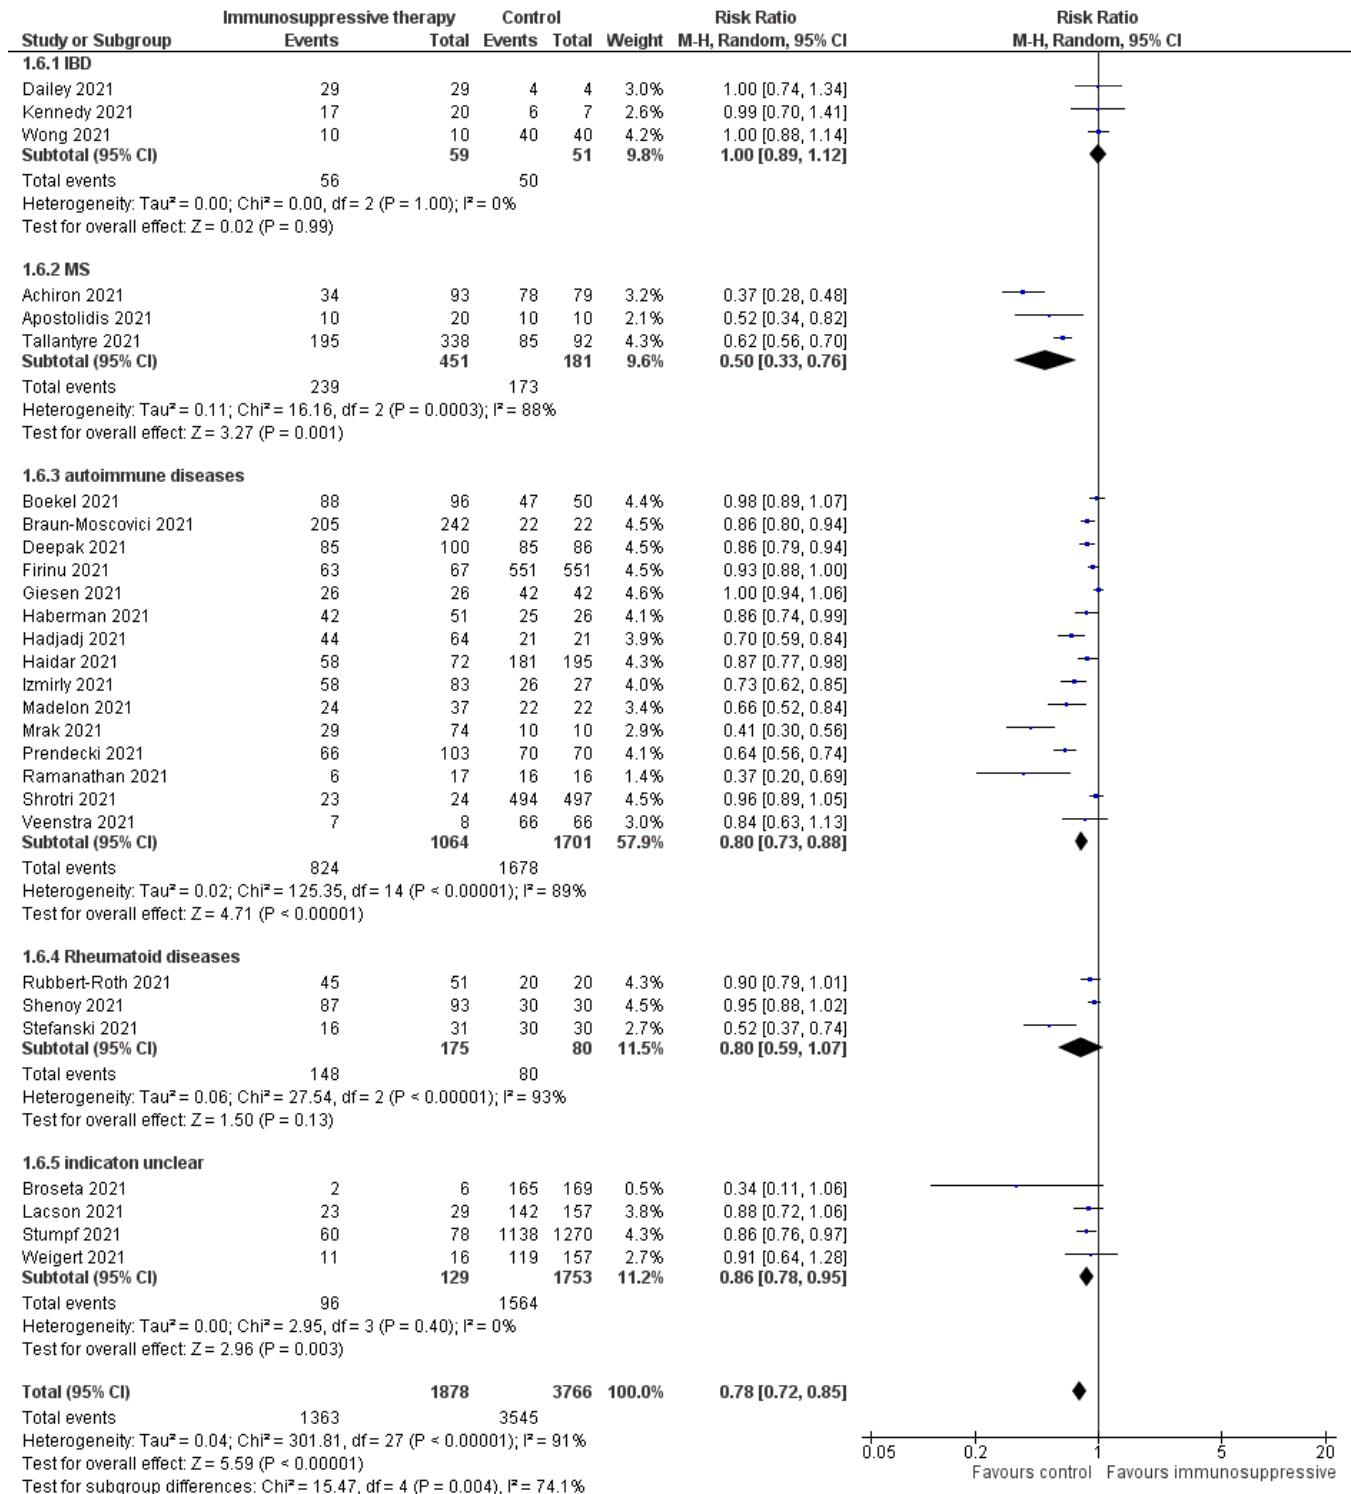 Immunosuppressive therapy Control Risk Ratio Risk Ratio
Study or Subgroup Events Total Events Total Weight M-H, Random, 95% CI M-H, Random, 95% CI
1.6.1 IBD
Dailey 2021 29 29 4 4 3.0% 1.00 [0.74, 1.34]
Kennedy 2021 17 20 6 7 2.6% 0.99 [0.70, 1.41]
Wong 2021 10 10 40 40 4.2% 1.00 [0.88, 1.14]
Subtotal (95% CI) 59 51 9.8% 1.00 [0.89, 1.12]
Total events 56 50
Heterogeneity: Tau² = 0.00; Chi² = 0.00, df = 2 (P = 1.00); I² = 0%
Test for overall effect: Z = 0.02 (P = 0.99)
1.6.2 MS
Achiron 2021 34 93 78 79 3.2% 0.37 [0.28, 0.48]
Apostolidis 2021 10 20 10 10 2.1% 0.52 [0.34, 0.82]
Tallantyre 2021 195 338 85 92 4.3% 0.62 [0.56, 0.70]
Subtotal (95% CI) 451 181 9.6% 0.50 [0.33, 0.76]
Total events 239 173
Heterogeneity: Tau² = 0.11; Chi² = 16.16, df = 2 (P = 0.0003); I² = 88%
Test for overall effect: Z = 3.27 (P = 0.001)
1.6.3 autoimmune diseases
Boekel 2021 88 96 47 50 4.4% 0.98 [0.89, 1.07]
Braun-Moscovici 2021 205 242 22 22 4.5% 0.86 [0.80, 0.94]
Deepak 2021 85 100 85 86 4.5% 0.86 [0.79, 0.94]
Firinu 2021 63 67 551 551 4.5% 0.93 [0.88, 1.00]
Giesen 2021 26 26 42 42 4.6% 1.00 [0.94, 1.06]
Haberman 2021 42 51 25 26 4.1% 0.86 [0.74, 0.99]
Hadjadj 2021 44 64 21 21 3.9% 0.70 [0.59, 0.84]
Haidar 2021 58 72 181 195 4.3% 0.87 [0.77, 0.98]
Izmirly 2021 58 83 26 27 4.0% 0.73 [0.62, 0.85]
Madelon 2021 24 37 22 22 3.4% 0.66 [0.52, 0.84]
Mrak 2021 29 74 10 10 2.9% 0.41 [0.30, 0.56]
Prendecki 2021 66 103 70 70 4.1% 0.64 [0.56, 0.74]
Ramanathan 2021 6 17 16 16 1.4% 0.37 [0.20, 0.69]
Shrotri 2021 23 24 494 497 4.5% 0.96 [0.89, 1.05]
Veenstra 2021 7 8 66 66 3.0% 0.84 [0.63, 1.13]
Subtotal (95% CI) 1064 1701 57.9% 0.80 [0.73, 0.88]
Total events 824 1678
Heterogeneity: Tau² = 0.02; Chi² = 125.35, df = 14 (P < 0.00001); I² = 89%
Test for overall effect: Z = 4.71 (P < 0.00001)
1.6.4 Rheumatoid diseases
Rubbert-Roth 2021 45 51 20 20 4.3% 0.90 [0.79, 1.01]
Shenoy 2021 87 93 30 30 4.5% 0.95 [0.88, 1.02]
Stefanski 2021 16 31 30 30 2.7% 0.52 [0.37, 0.74]
Subtotal (95% CI) 175 80 11.5% 0.80 [0.59, 1.07]
Total events 148 80
Heterogeneity: Tau² = 0.06; Chi² = 27.54, df = 2 (P < 0.00001); I² = 93%
Test for overall effect: Z = 1.50 (P = 0.13)
1.6.5 indicaton unclear
Broseta 2021 2 6 165 169 0.5% 0.34 [0.11, 1.06]
Lacson 2021 23 29 142 157 3.8% 0.88 [0.72, 1.06]
Stumpf 2021 60 78 1138 1270 4.3% 0.86 [0.76, 0.97]
Weigert 2021 11 16 119 157 2.7% 0.91 [0.64, 1.28]
Subtotal (95% CI) 129 1753 11.2% 0.86 [0.78, 0.95]
Total events 96 1564
Heterogeneity: Tau² = 0.00; Chi² = 2.95, df = 3 (P = 0.40); I² = 0%
Test for overall effect: Z = 2.96 (P = 0.003)
Total (95% CI) 1878 3766 100.0% 0.78 [0.72, 0.85]
Total events 1363 3545
Heterogeneity: Tau² = 0.04; Chi² = 301.81, df = 27 (P < 0.00001); I² = 91%
Test for overall effect: Z = 5.59 (P < 0.00001)
Test for subgroup differences: Chi² = 15.47, df = 4 (P = 0.004), I² = 74.1%
0.05 0.2 1 5 20
Favours control Favours immunosuppressive